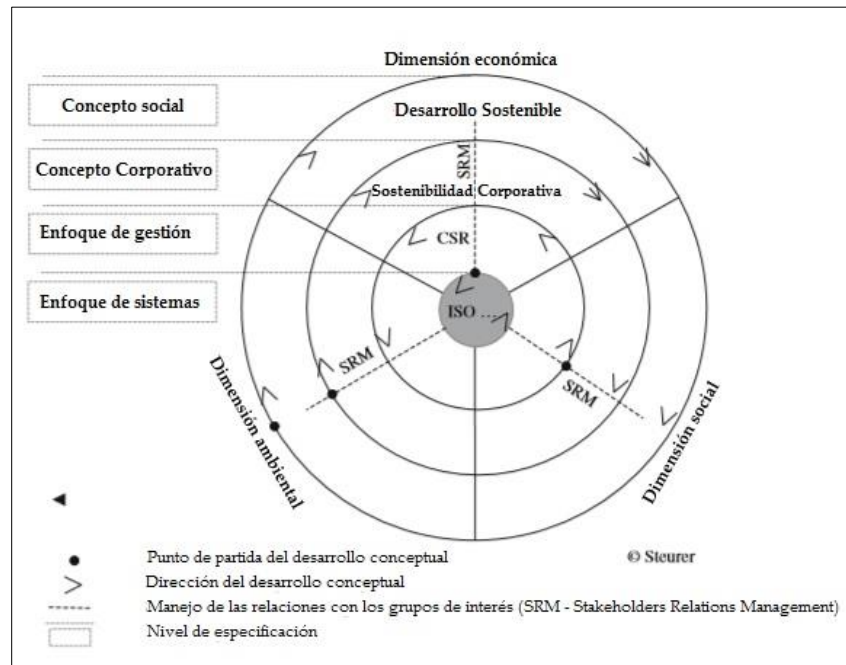 Dimensión económica
Concepto social
Desarrollo Sostenible
Concepto Corporativo
SRM
Sostenibilidad Corporativa
Enfoque de gestión
CSR
Enfoque de sistemas
ISO ....
SRM
SRM
Dimensión ambiental
Dimensión social
Punto de partida del desarrollo conceptual
© Steurer
Dirección del desarrollo conceptual
Manejo de las relaciones con los grupos de interés (SRM - Stakeholders Relations Management)
Nivel de especificación